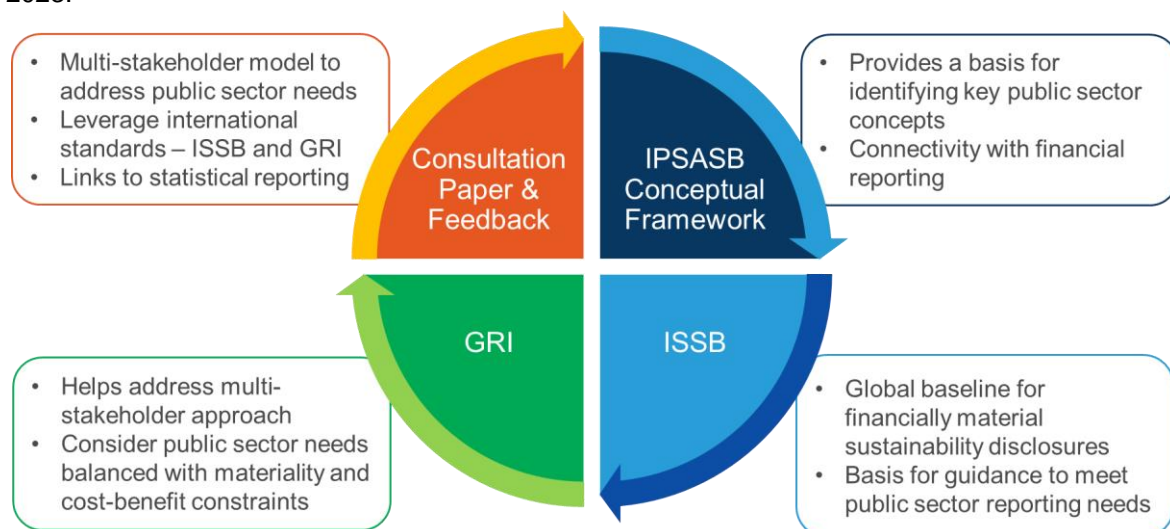 • Multi-stakeholder model to
address public sector needs
• Leverage international
standards – ISSB and GRI
• Links to statistical reporting
Consultation
Paper &
Feedback
IPSASB
Conceptual
Framework
• Provides a basis for
identifying key public sector
concepts
• Connectivity with financial
reporting
GRI
ISSB
• Helps address multi-
stakeholder approach
• Consider public sector needs
balanced with materiality and
cost-benefit constraints
• Global baseline for
financially material
sustainability disclosures
• Basis for guidance to meet
public sector reporting needs